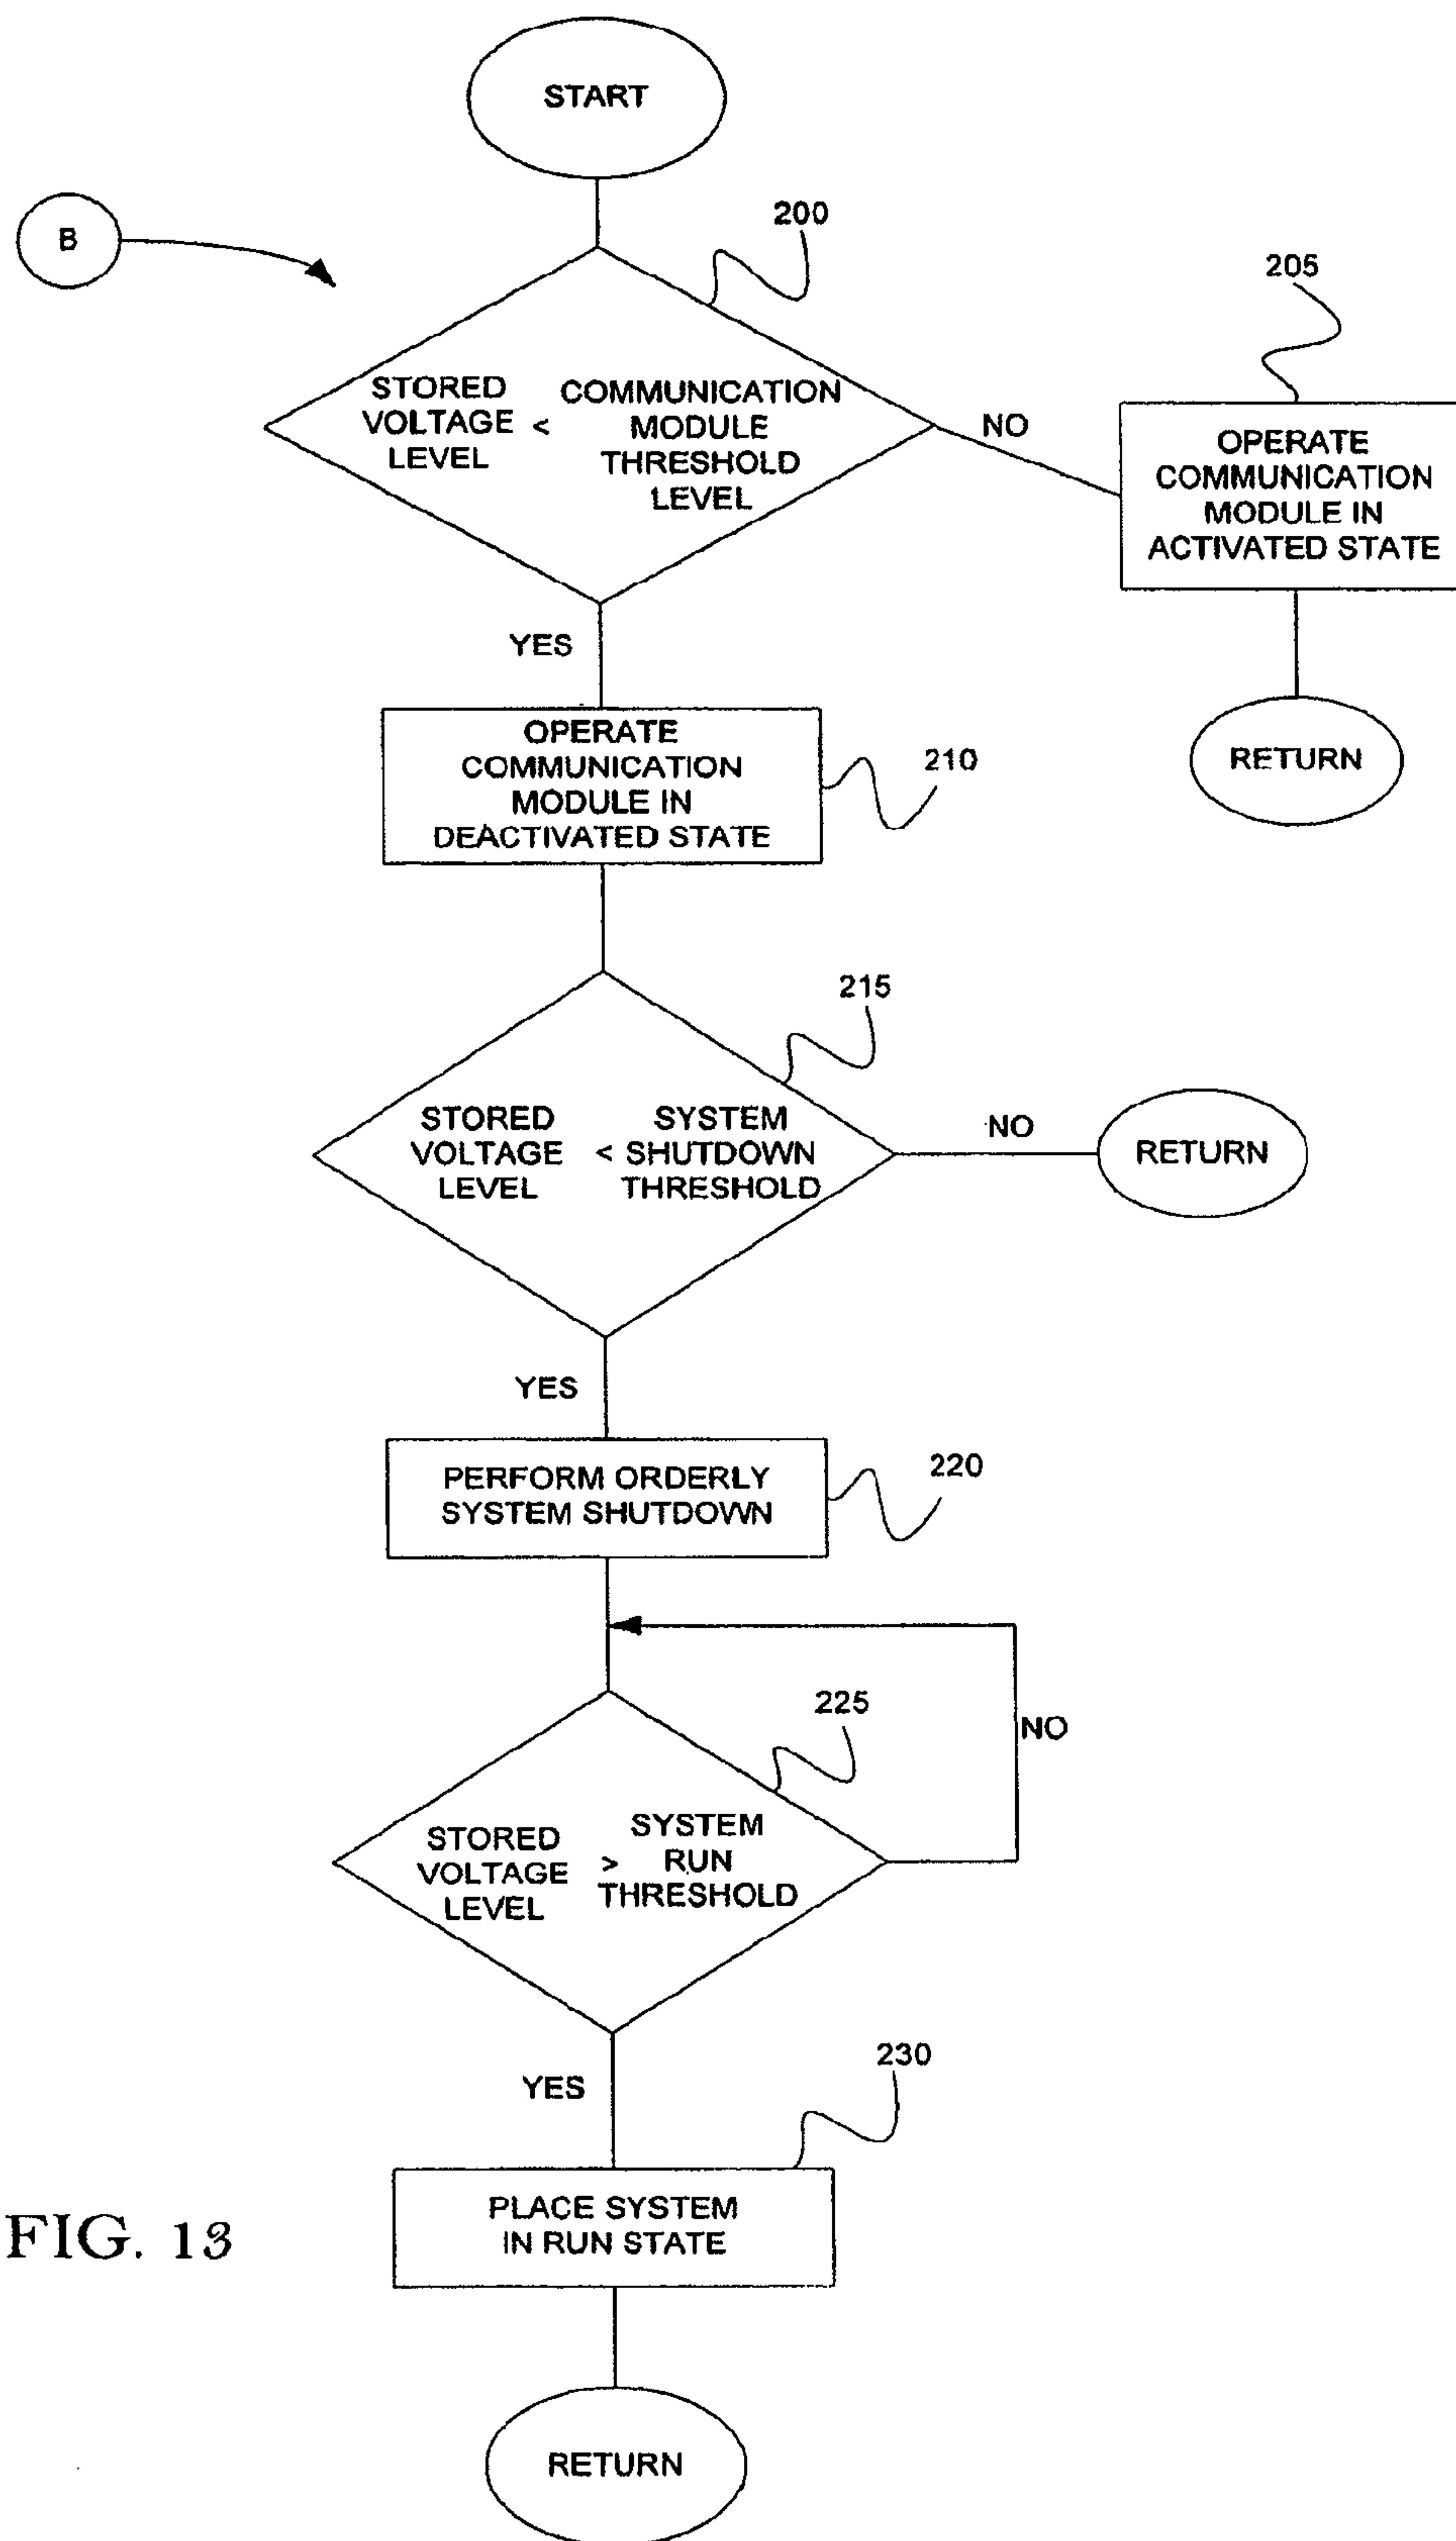 START
B
200
205
STORED
VOLTAGE
LEVEL
<
COMMUNICATION
MODULE
THRESHOLD
LEVEL
NO
OPERATE
COMMUNICATION
MODULE IN
ACTIVATED STATE
YES
RETURN
OPERATE
COMMUNICATION
MODULE IN
DEACTIVATED STATE
210
215
STORED
VOLTAGE
LEVEL
<
SYSTEM
SHUTDOWN
THRESHOLD
NO
RETURN
YES
PERFORM ORDERLY
SYSTEM SHUTDOWN
220
225
NO
STORED
VOLTAGE
LEVEL
>
SYSTEM
RUN
THRESHOLD
YES
230
PLACE SYSTEM
IN RUN STATE
FIG. 13
RETURN